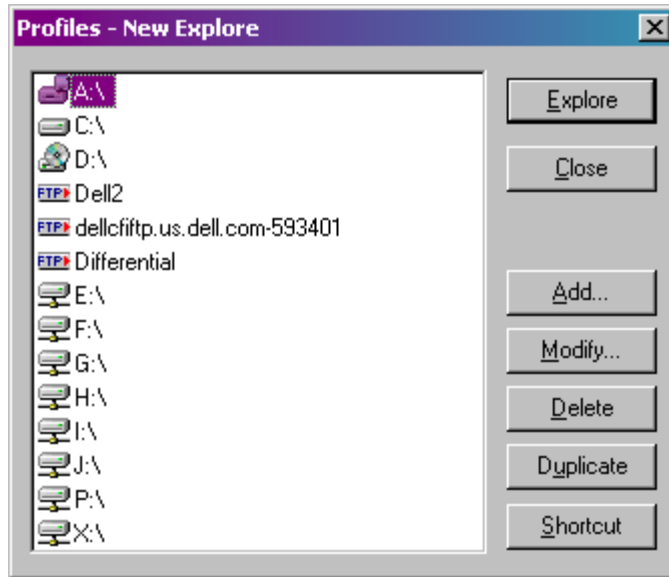 Profiles - New Explore
A:\
C:\
D:\
FTP Dell2
FTP dellcfiftp.us.dell.com-593401
FTP Differential
E:\
F:\
G:\
H:\
I:\
J:\
P:\
X:\
Explore
Close
Add...
Modify...
Delete
Duplicate
Shortcut